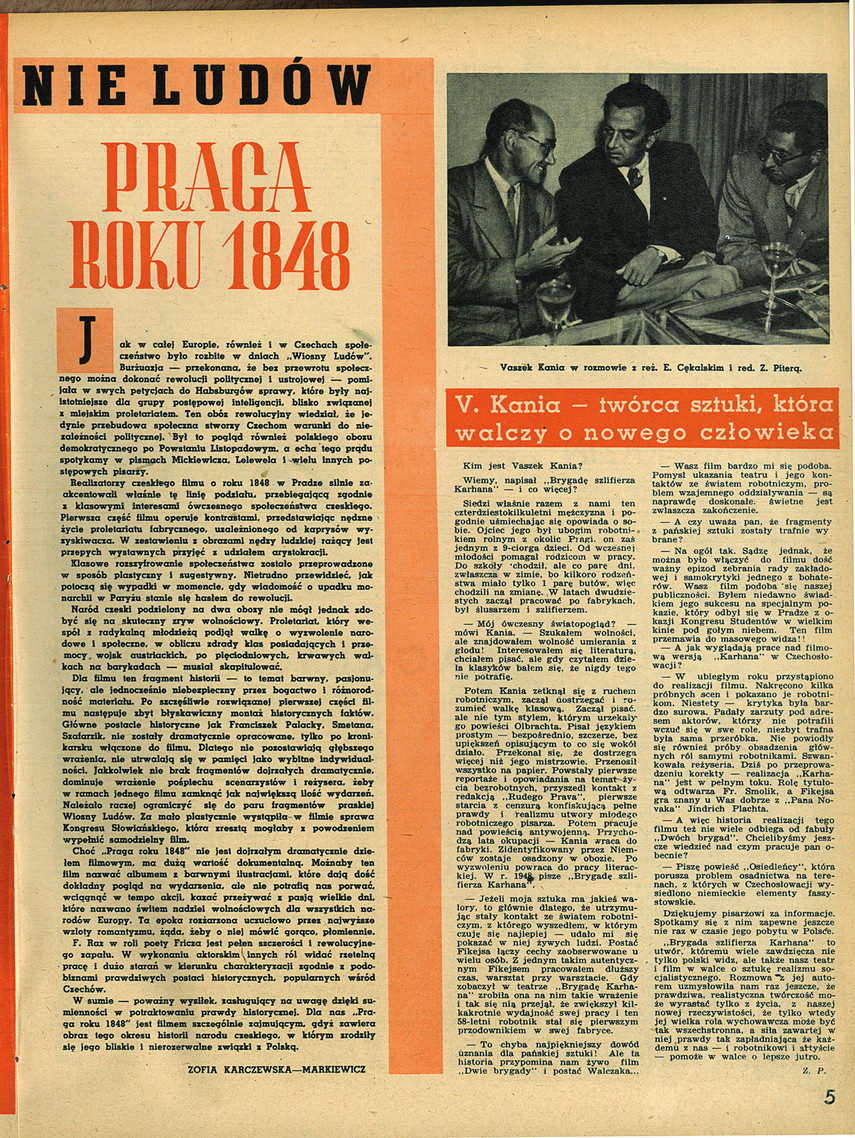 NIE LUDÓW
PRAGA
ROKU 1848
Jak w całej Europie, również i w Czechach społe-
czeństwo było rozbite w dniach „Wiosny Ludów".
Burżuazja — przekonana, że bez przewrotu społecz-
nego można dokonać rewolucji politycznej i ustrojowej — pomi-
jała w swych petycjach do Habsburgów sprawy, które były naj-
istotniejsze dla grupy postępowej inteligencji, blisko związanej
z miejskim proletariatem. Ten obóz rewolucyjny wiedział, że je-
dynie przebudowa społeczna stworzy Czechom warunki do nie-
zależności politycznej. Był to pogląd również polskiego obozu
demokratycznego po Powstaniu Listopadowym, a echa tego prądu
spotykamy w pismach Mickiewicza, Lelewela i wielu innych po-
stępowych pisarzy.
Realizatorzy czeskiego filmu o roku 1848 w Pradze silnie za-
akcentowali właśnie tę linię podziału, przebiegającą zgodnie
z klasowymi interesami ówczesnego społeczeństwa czeskiego.
Pierwsza część filmu operuje kontrastami, przedstawiając nędzne
życie proletariatu fabrycznego, uzależnionego od kaprysów wy-
zyskiwacza. W zestawieniu z obrazami nędzy ludzkiej rażący jest
przepych wystawnych przyjęć z udziałem arystokracji.
Klasowe rozszyfrowanie społeczeństwa zostało przeprowadzone
w sposób plastyczny i sugestywny. Nietrudno przewidzieć, jak
potoczą się wypadki w momencie, gdy wiadomość o upadku mo-
narchii w Paryżu stanie się hasłem do rewolucji.
Naród czeski podzielony na dwa obozy nie mógł jednak zdo-
być się na skuteczny zryw wolnościowy. Proletariat, który we-
spół z radykalną młodzieżą podjął walkę o wyzwolenie naro-
dowe i społeczne, w obliczu zdrady klas posiadających i prze-
mocy wojsk austriackich, po pięciodniowych, krwawych wal-
kach na barykadach — musiał skapitulować.
Dla filmu ten fragment historii — to temat barwny, pasjonu-
jący, ale jednocześnie niebezpieczny przez bogactwo i różnorod-
ność materiału. Po szczęśliwie rozwiązanej pierwszej części fil-
mu następuje zbyt błyskawiczny montaż historycznych faktów.
Główne postacie historyczne jak Franciszek Palacky, Smetana,
Szafarzik, nie zostały dramatycznie opracowane, tylko po kroni-
karsku włączone do filmu. Dlatego nie pozostawiają głębszego
wrażenia, nie utrwalają się w pamięci jako wybitne indywidual-
ności. Jakkolwiek nie brak fragmentów dojrzałych dramatycznie,
dominuje wrażenie pośpiechu scenarzystów i reżysera, żeby
w ramach jednego filmu zamknąć jak największą ilość wydarzeń.
Należało raczej ograniczyć się do paru fragmentów praskiej
Wiosny Ludów. Za mało plastycznie wystąpiła w filmie sprawa
Kongresu Słowiańskiego, która zresztą mogłaby z powodzeniem
wypełnić samodzielny film.
Choć „Praga roku 1848" nie jest dojrzałym dramatycznie dzie-
łem filmowym, ma dużą wartość dokumentalną. Możnaby ten
film nazwać albumem z barwnymi ilustracjami, które dają dość
dokładny pogląd na wydarzenia, ale nie potrafią nas porwać,
wciągnąć w tempo akcji, kazać przeżywać z pasją wielkie dni,
które nazwano świtem nadziei wolnościowych dla wszystkich na-
rodów Europy. Ta epoka rozżarzona uczuciowo przez najwyższe
wzloty romantyzmu, żąda, żeby o niej mówić gorąco, płomiennie.
F. Raz w roli poety Fricza jest pełen szczerości i rewolucyjne-
go zapału. W wykonaniu aktorskim innych ról widać rzetelną
pracę i dużo starań w kierunku charakteryzacji zgodnie z podo-
biznami prawdziwych postaci historycznych, popularnych wśród
Czechów.
W sumie — poważny wysiłek, zasługujący na uwagę dzięki su-
mienności w potraktowaniu prawdy historycznej. Dla nas „Pra-
ga roku 1848" jest filmem szczególnie zajmującym, gdyż zawiera
obraz tego okresu historii narodu czeskiego, w którym zrodziły
się jego bliskie i nierozerwalne związki z Polską.
ZOFIA KARCZEWSKA—MARKIEWICZ
Vaszek Kania w rozmowie z reż. E. Cękalskim i red. Z. Piterą.
V. Kania — twórca sztuki, która
walczy o nowego człowieka
Kim jest Vaszek Kania?
Wiemy, napisał „Brygadę szlifierza
Karhana" — i co więcej?
Siedzi właśnie razem z nami ten
czterdziestokilkuletni mężczyzna i po-
godnie uśmiechając się opowiada o so-
bie. Ojciec jego był ubogim robotni-
kiem rolnym z okolic Pragi, on zaś
jednym z 9-ciorga dzieci. Od wczesnej
młodości pomagał rodzicom w pracy.
Do szkoły chodził, ale co parę dni,
zwłaszcza w zimie, bo kilkoro rodzeń-
stwa miało tylko 1 parę butów, więc
chodzili na zmianę. W latach dwudzie-
stych zaczął pracować po fabrykach,
był ślusarzem i szlifierzem.
— Mój ówczesny światopogląd? —
mówi Kania. — Szukałem wolności,
ale znajdowałem wolność umierania z
głodu! Interesowałem się literaturą,
chciałem pisać, ale gdy czytałem dzie-
ła klasyków bałem się, że nigdy tego
nie potrafię.
Potem Kania zetknął się z ruchem
robotniczym, zaczął dostrzegać i ro-
zumieć walkę klasową. Zaczął pisać,
ale nie tym stylem, którym urzekały
go powieści Olbrachta. Pisał językiem
prostym — bezpośrednio, szczerze, bez
upiększeń opisującym to co się wokół
działo. Przekonał się, że dostrzega
więcej niż jego mistrzowie. Przenosił
wszystko na papier. Powstały pierwsze
reportaże i opowiadania na temat ży-
cia bezrobotnych, przyszedł kontakt z
redakcją „Rudego Prava", pierwsze
starcia z cenzurą konfiskującą pełne
prawdy i realizmu utwory młodego
robotniczego pisarza. Potem pracuje
nad powieścią antywojenną. Przycho-
dzą lata okupacji — Kania wraca do
fabryki. Zidentyfikowany przez Niem-
ców zostaje osadzony w obozie. Po
wyzwoleniu powraca do pracy literac-
kiej. W r. pisze „Brygadę szli-
fierza Karhana".
— Jeżeli moja sztuka ma jakieś wa-
lory, to głównie dlatego, że utrzymu-
jąc stały kontakt ze światem robotni-
czym, z którego wyszedłem, w którym
czuję się najlepiej — udało mi się
pokazać w niej żywych ludzi. Postać
Fikejsa łączy cechy zaobserwowane u
wielu osób. Z jednym takim autentycz-
nym Fikejsem pracowałem dłuższy
czas, warsztat przy warsztacie. Gdy
zobaczył w teatrze „Brygadę Karha-
na" zrobiła ona na nim takie wrażenie
i tak się nią przejął, że zwiększył kil-
kakrotnie wydajność swej pracy i ten
58-letni robotnik stał się pierwszym
przodownikiem w swej fabryce.
— To chyba najpiękniejszy dowód
uznania dla pańskiej sztuki! Ale ta
historia przypomina nam żywo film
„Dwie brygady" i postać Walczaka...
— Wasz film bardzo mi się podoba.
Pomysł ukazania teatru i jego kon-
taktów ze światem robotniczym, pro-
blem wzajemnego oddziaływania — są
naprawdę doskonałe. świetne jest
zwłaszcza zakończenie.
— A czy uważa pan, że fragmenty
z pańskiej sztuki zostały trafnie wy
brane?
— Na ogół tak. Sądzę jednak, że
można było włączyć do filmu dość
ważny epizod zebrania rady zakłado-
wej i samokrytyki jednego z bohate-
rów. Wasz film podoba się naszej
publiczności. Byłem niedawno świad-
kiem jego sukcesu na specjalnym po-
kazie, który odbył się w Pradze z o-
kazji Kongresu Studentów w wielkim
kinie pod gołym niebem. Ten film
przemawia do masowego widza!
— A jak wyglądają prace nad filmo-
wą wersją „Karhana" w Czechosło-
wacji?
— W ubiegłym roku przystąpiono
do realizacji filmu. Nakręcono kilka
próbnych scen i pokazano je robotni-
kom. Niestety — krytyka była bar-
dzo surowa. Padały zarzuty pod adre-
sem aktorów, którzy nie potrafili
wczuć się w swe role, niezbyt trafna
była sama przeróbka. Nie powiodły
się również próby obsadzenia głów-
nych ról samymi robotnikami. Szwan-
kowała reżyseria. Dziś po przeprowa-
dzeniu korekty — realizacja „Karha-
na" jest w pełnym toku. Rolę tytuło-
wą odtwarza Fr. Smolik, a Fikejsa
gra znany u Was dobrze z „Pana No-
vaka" Jindrich Plachta.
— A więc historia realizacji tego
filmu też nie wiele odbiega od fabuły
„Dwóch brygad". Chcielibyśmy jesz-
cze wiedzieć nad czym pracuje pan o-
becnie?
— Piszę powieść „Osiedleńcy", która
porusza problem osadnictwa na tere-
nach, z których w Czechosłowacji wy-
siedlono niemieckie elementy faszy-
stowskie.
Dziękujemy pisarzowi za informacje.
Spotkamy się z nim zapewne jeszcze
nie raz w czasie jego pobytu w Polsce.
„Brygada szlifierza Karhana" to
utwór, któremu wiele zawdzięcza nie
tylko polski widz, ale także nasz teatr
i film w walce o sztukę realizmu so-
cjalistycznego. Rozmowa z jej auto-
rem uzmysłowiła nam raz jeszcze, że
prawdziwa, realistyczna twórczość mo-
że wyrastać tylko z życia, z naszej
nowej rzeczywistości, że tylko wtedy
jej wielka rola wychowawcza może być
tak wszechstronna, a siła zawartej w
niej prawdy tak zapładniająca że każ-
demu z nas — i robotnikowi i artyście
— pomoże w walce o lepsze jutro.
Z. P.
5